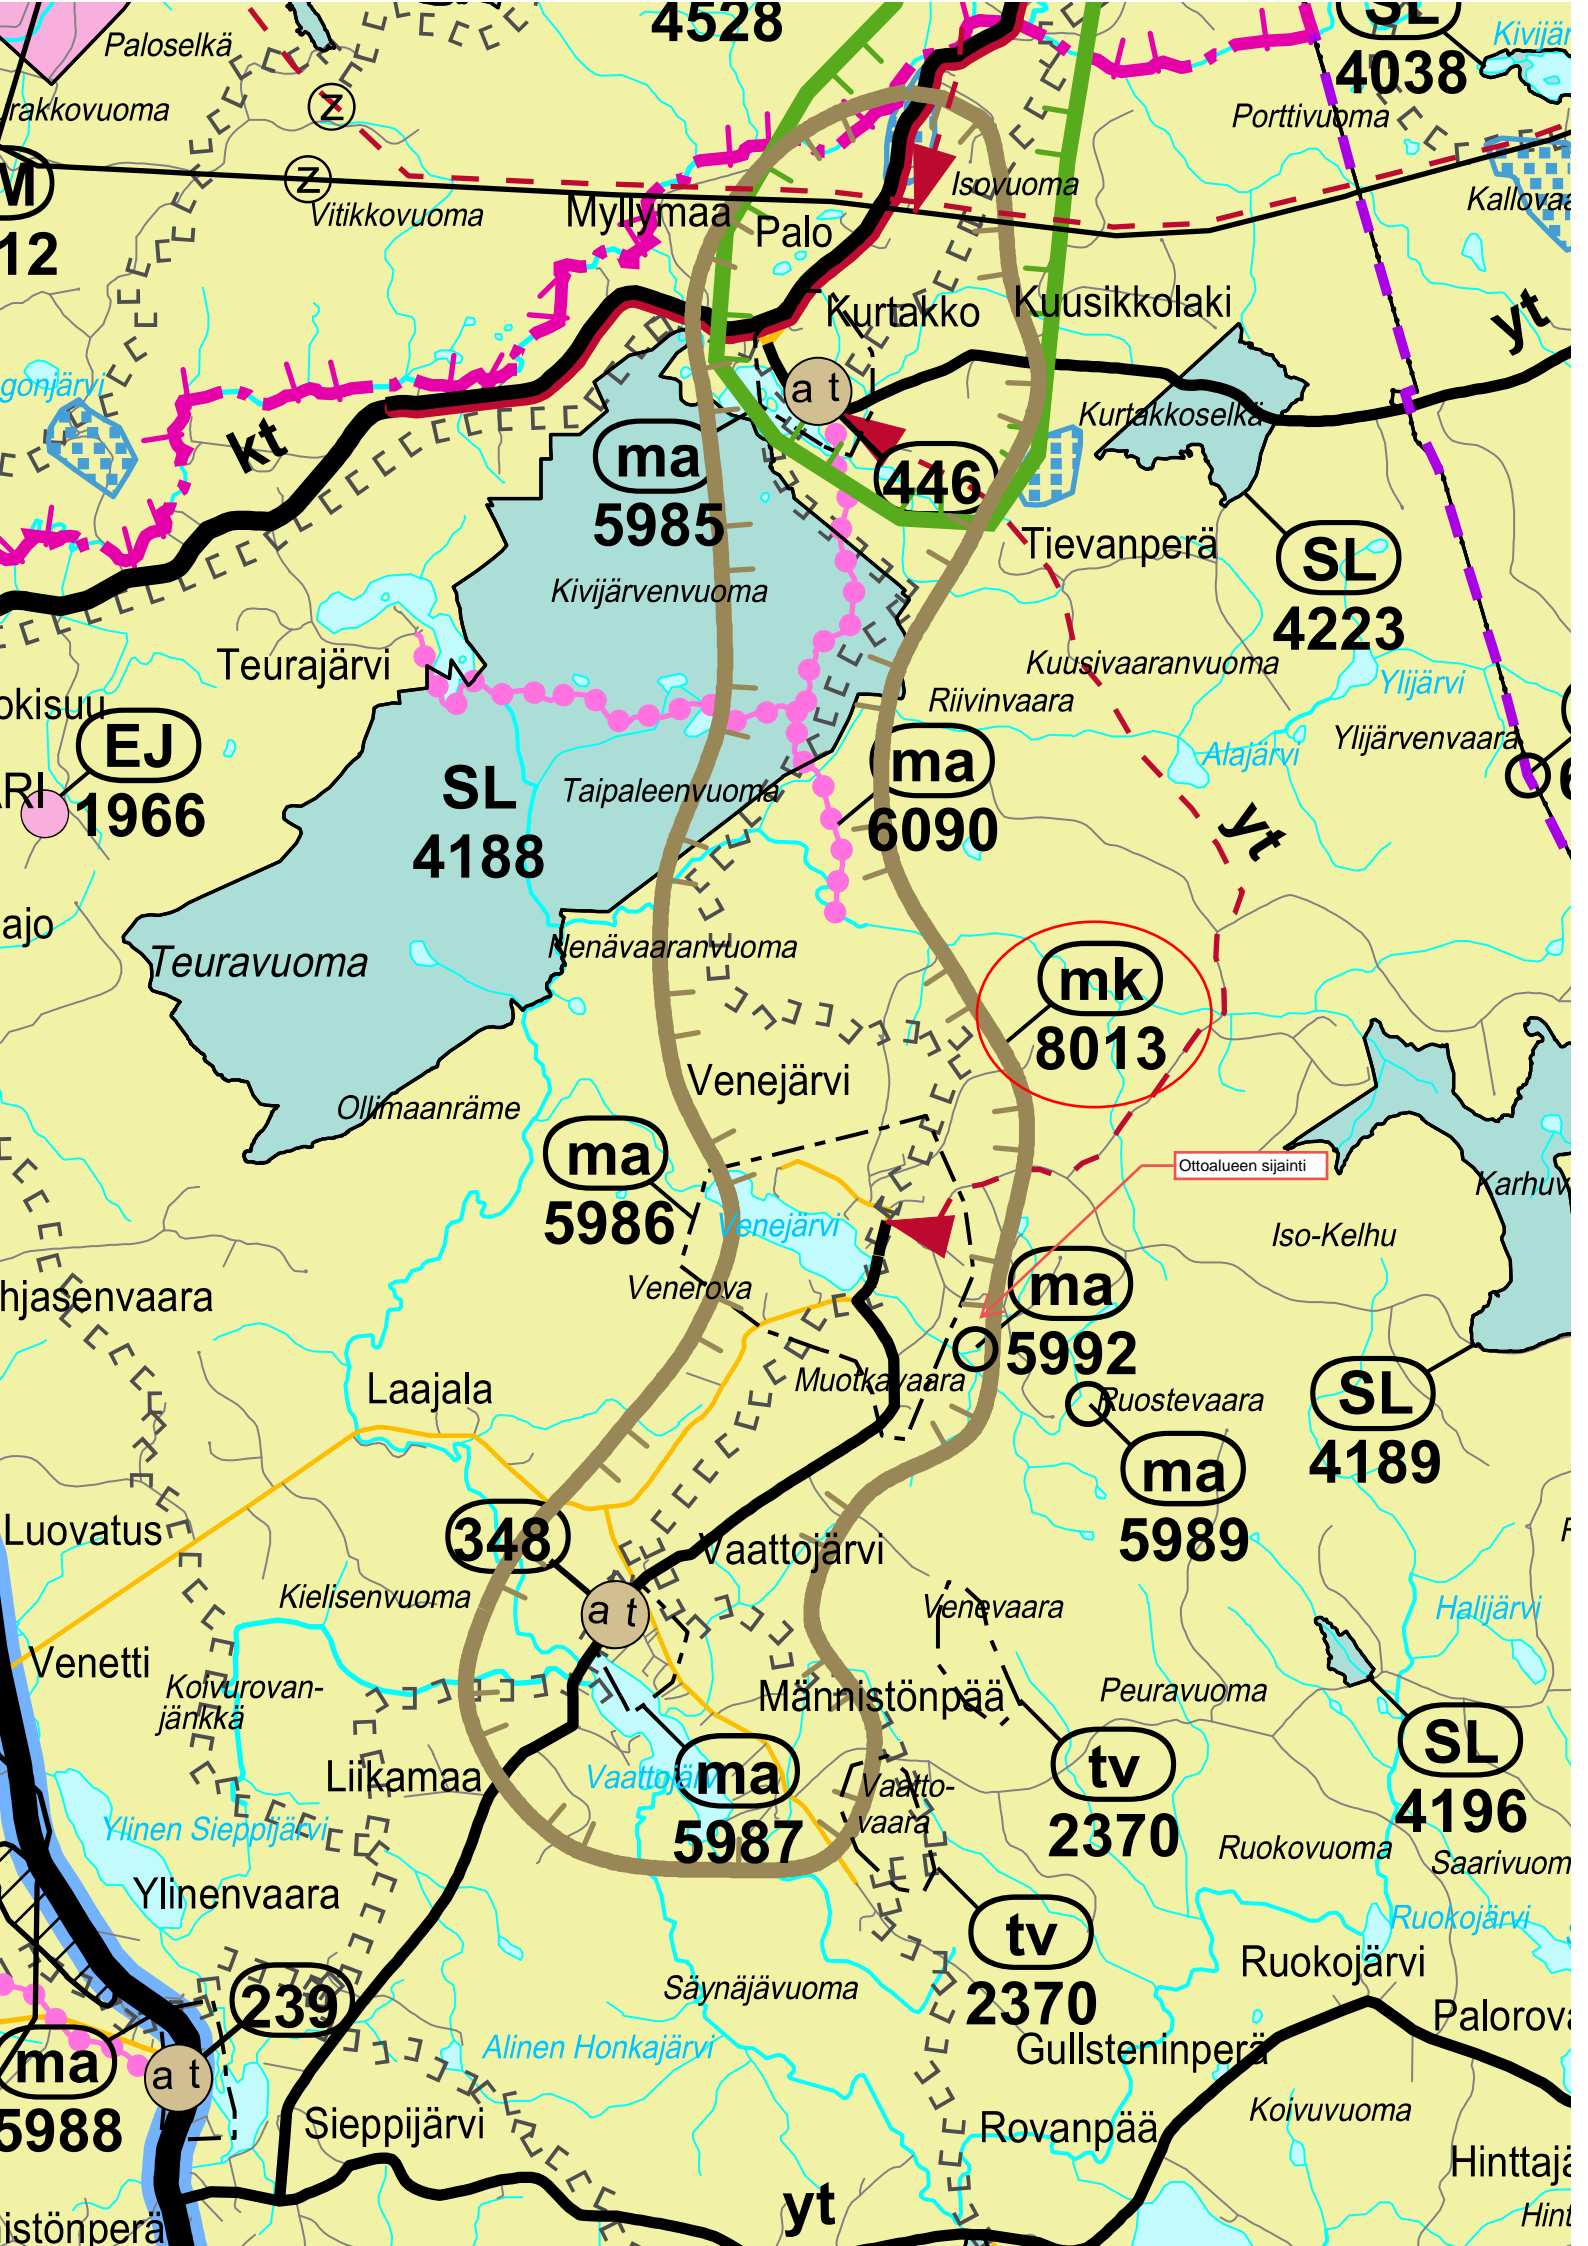 4528
SL
4038
Kivijär
Paloselkä
rakkovuoma
Z
Porttivuoma
M
12
Z
Vitikkovuoma
Myllymaa
Palo
Isovuoma
Kallovaa
Kurtakko
Kuusikkolaki
yt
gonjärvi
kt
a t
Kurtakkoselkä
ma
5985
446
Tievanperä
SL
4223
Kivijärvenvuoma
Teurajärvi
Kuusivaaranvuoma
Ylijärvi
Riivinvaara
okisuu
EJ
1966
ARI
ma
6090
Alajärvi
Ylijärvenvaara
6
SL
4188
Taipaleenvuoma
yt
ajo
Teuravuoma
Nenävaaranvuoma
mk
8013
Venejärvi
Ollimaanräme
ma
5986
Ottoalueen sijainti
Karhuv
Venejärvi
Iso-Kelhu
hjasenvaara
Venerova
ma
5992
Muotkavaara
Laajala
Ruostevaara
SL
4189
ma
5989
Luovatus
348
Vaattojärvi
Kielisenvuoma
a t
Venevaara
Halijärvi
Venetti
Koivurovan-
jänkkä
Männistönpää
Peuravuoma
SL
4196
Liikamaa
Vaattojärvi
ma
5987
Vaatto-
vaara
tv
2370
Ylinen Sieppijärvi
Ruokovuoma
Saarivuom
Ylinenvaara
tv
2370
Ruokojärvi
Ruokojärvi
239
Säynäjävuoma
Palorova
ma
5988
a t
Alinen Honkajärvi
Gullsteninperä
Sieppijärvi
Rovanpää
Koivuvuoma
Hinttajä
yt
istönperä
Hint